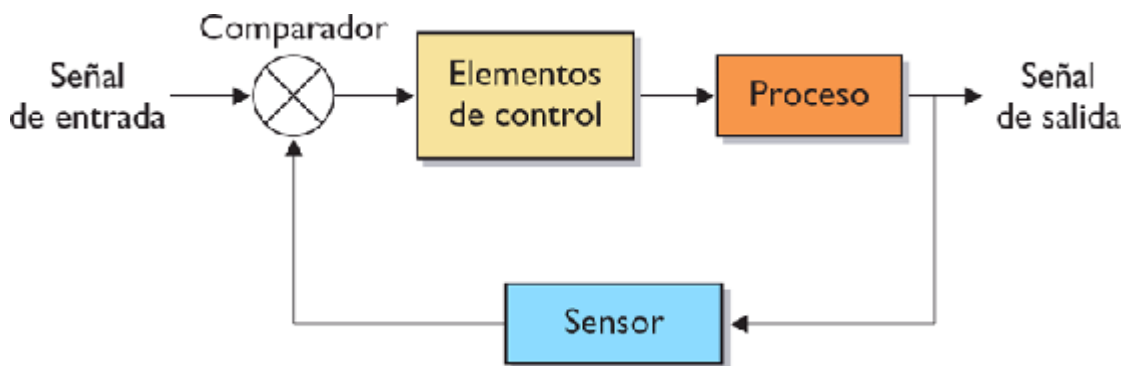 Comparador
Señal
de entrada
Elementos
de control
Proceso
Señal
de salida
Sensor